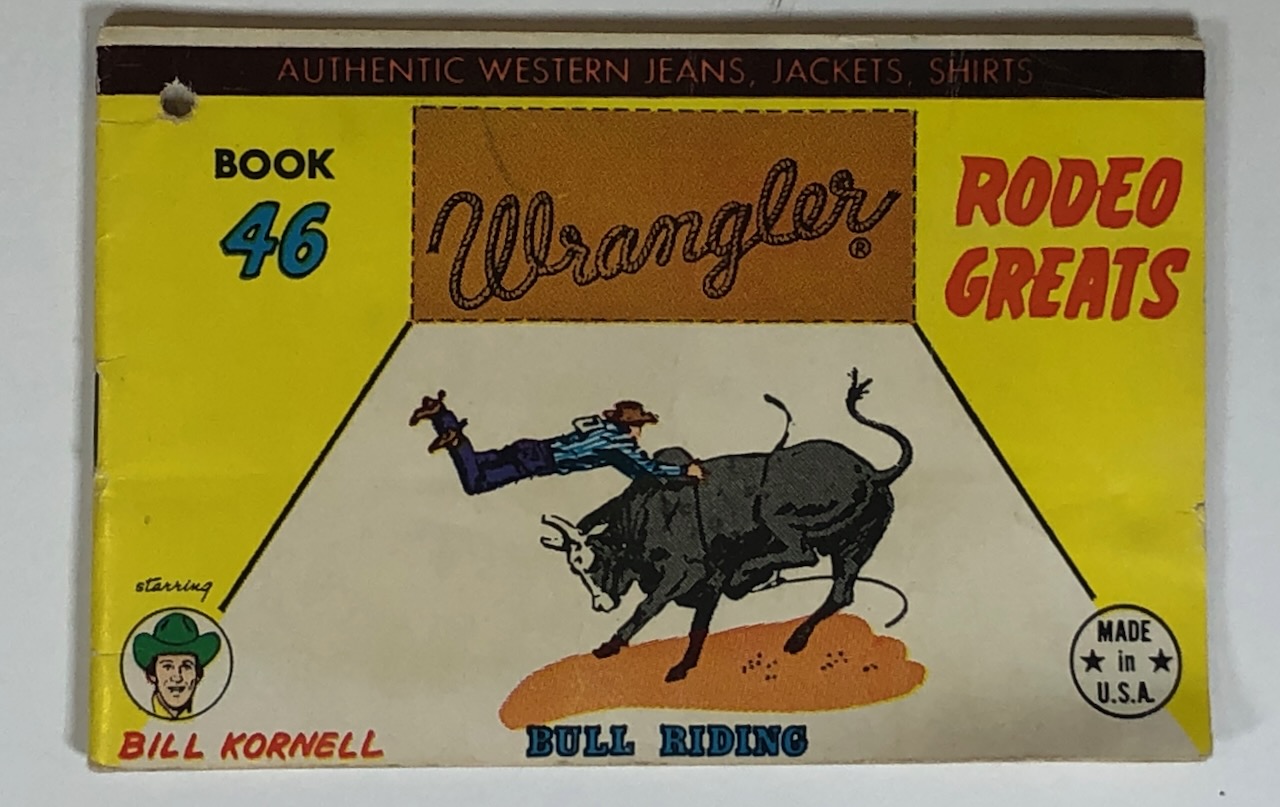 AUTHENTIC WESTERN JEANS, JACKETS, SHIRTS
BOOK
46
Wrangler®
RODEO
GREATS
starring
BILL KORNELL
BULL RIDING
MADE
in
U.S.A.